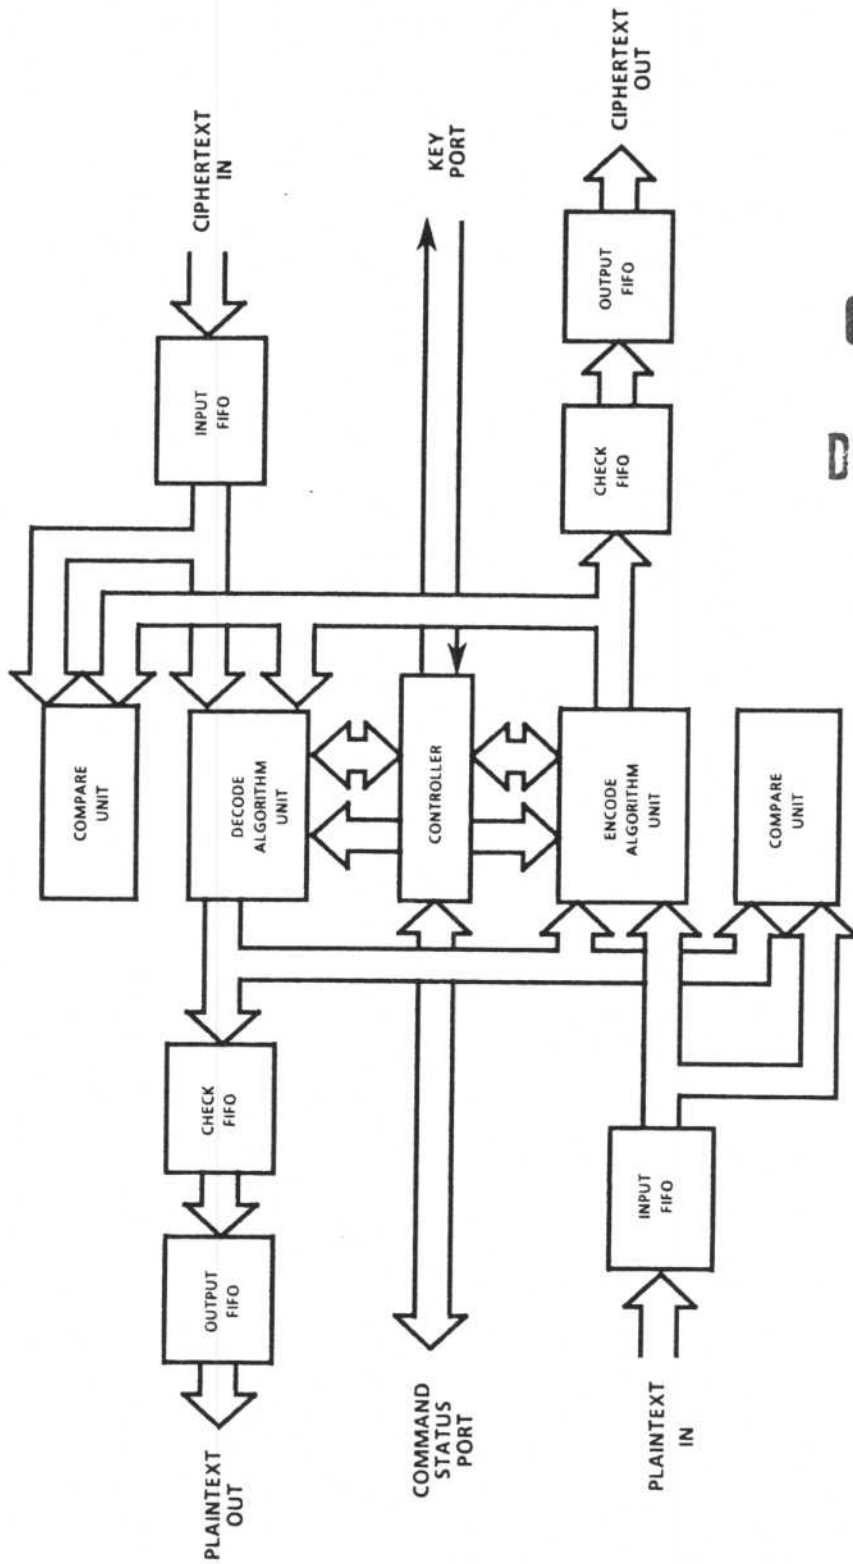 CIPHERTEXT
IN
KEY
PORT
CIPHERTEXT
OUT
INPUT
FIFO
OUTPUT
FIFO
CHECK
FIFO
COMPARE
UNIT
DECODE
ALGORITHM
UNIT
CONTROLLER
ENCODE
ALGORITHM
UNIT
COMPARE
UNIT
CHECK
FIFO
OUTPUT
FIFO
INPUT
FIFO
PLAINTEXT
OUT
COMMAND
STATUS
PORT
PLAINTEXT
IN